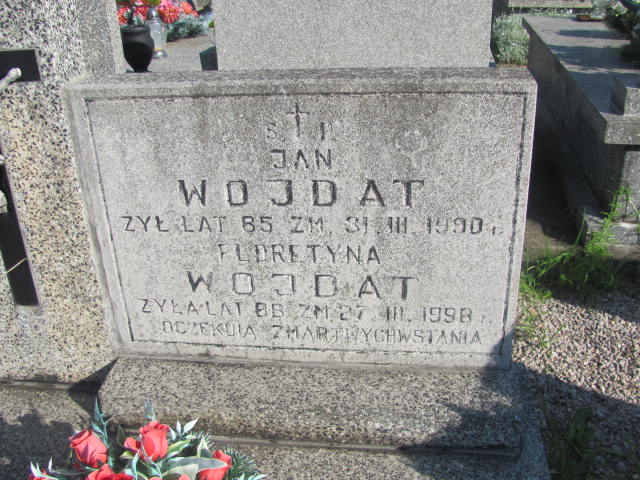 Ś. P.
JAN
WOJDAT
ŻYŁ LAT 85 ZM. 31. III. 1990 r.
FLORETYNA
WOJDAT
ŻYŁA LAT 88 ZM. 27. III. 1998 r.
OCZEKUJĄ ZMARTWYCHWSTANIA